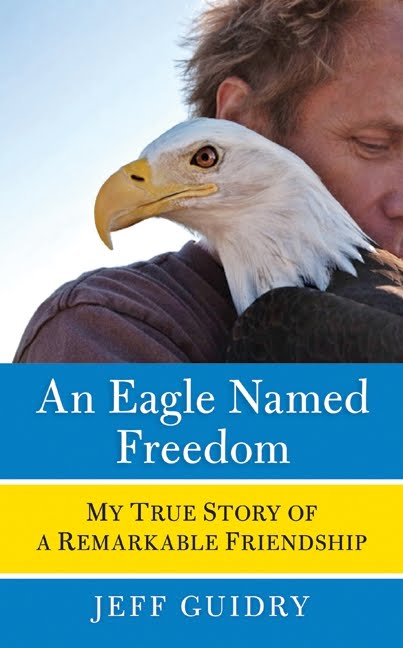 An Eagle Named
Freedom
MY TRUE STORY OF
A REMARKABLE FRIENDSHIP
JEFF GUIDRY